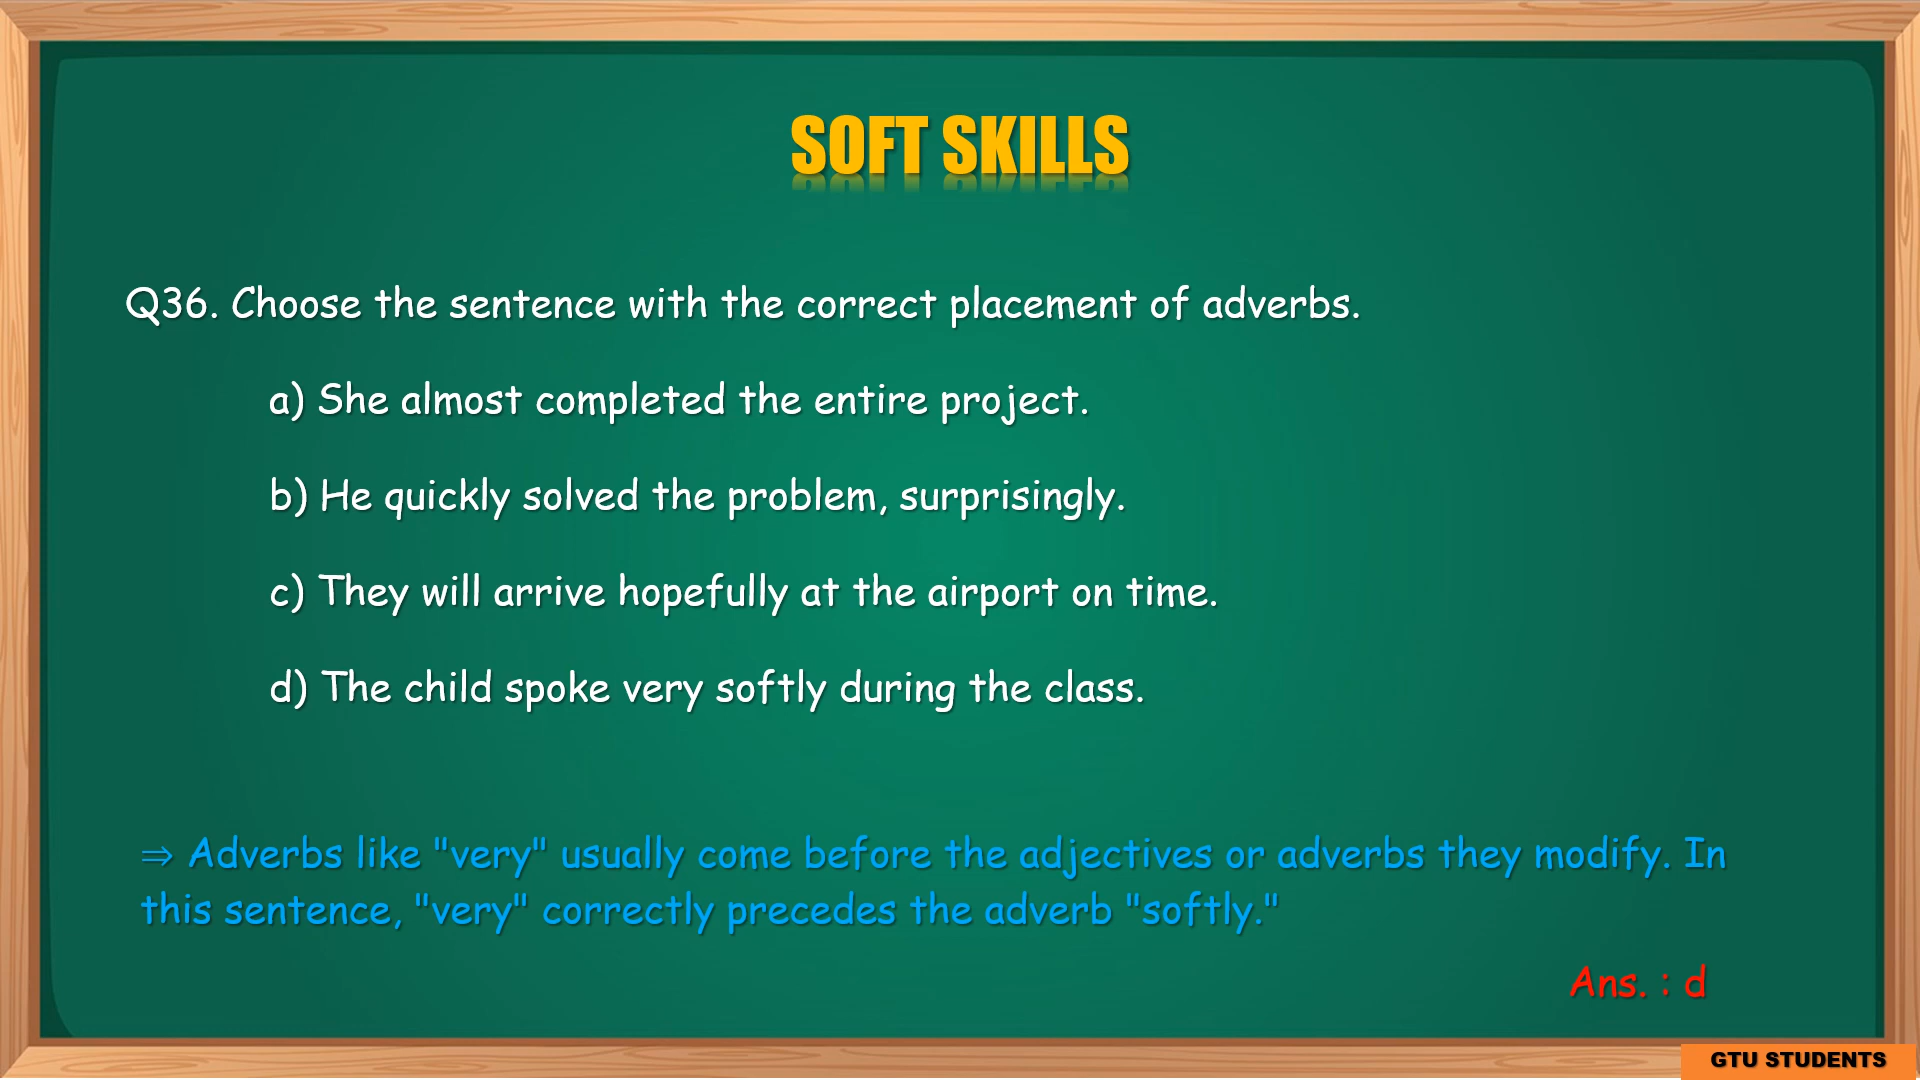 SOFT SKILLS
Q36. Choose the sentence with the correct placement of adverbs.
a) She almost completed the entire project.
b) He quickly solved the problem, surprisingly.
c) They will arrive hopefully at the airport on time.
d) The child spoke very softly during the class.
⇒ Adverbs like "very" usually come before the adjectives or adverbs they modify. In
this sentence, "very" correctly precedes the adverb "softly."
Ans. : d
GTU STUDENTS